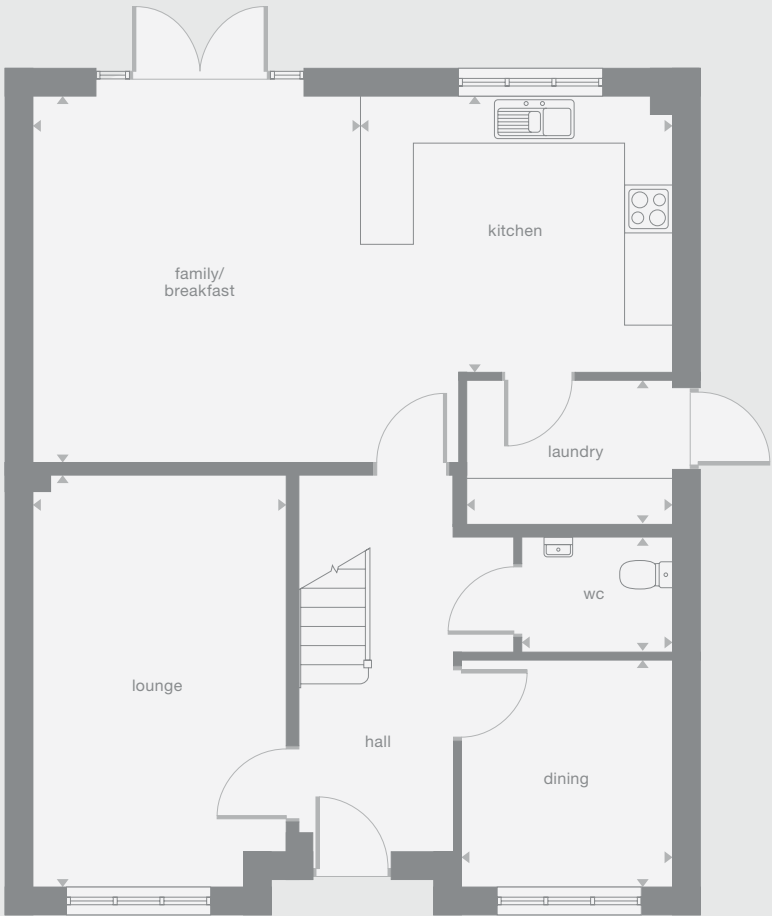 kitchen
family/
breakfast
laundry
wc
lounge
hall
dining